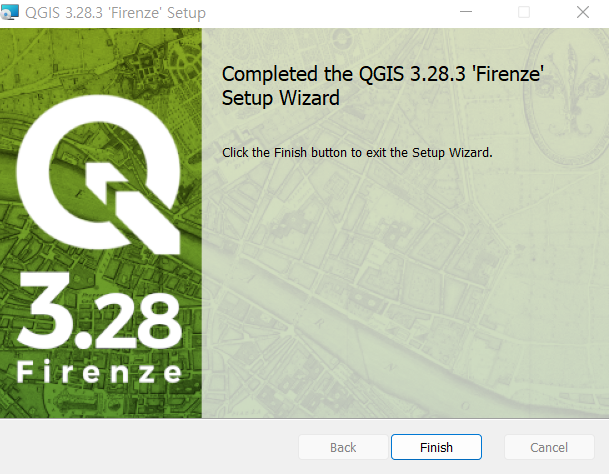 QGIS 3.28.3 'Firenze' Setup
Completed the QGIS 3.28.3 'Firenze'
Setup Wizard
Click the Finish button to exit the Setup Wizard.
3.28
Firenze
Back
Finish
Cancel